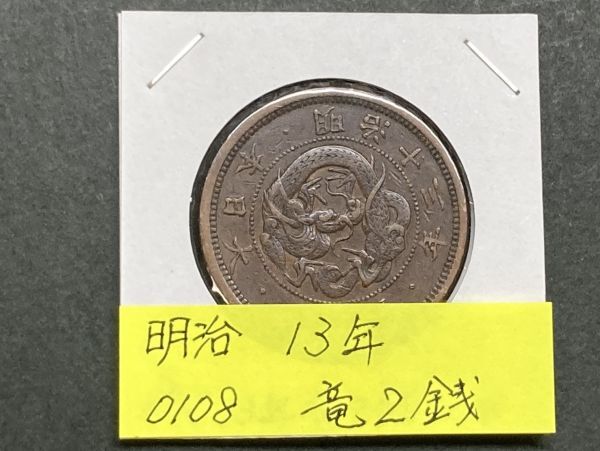 大日本明治十三年
明治 13年
0108 竜2銭